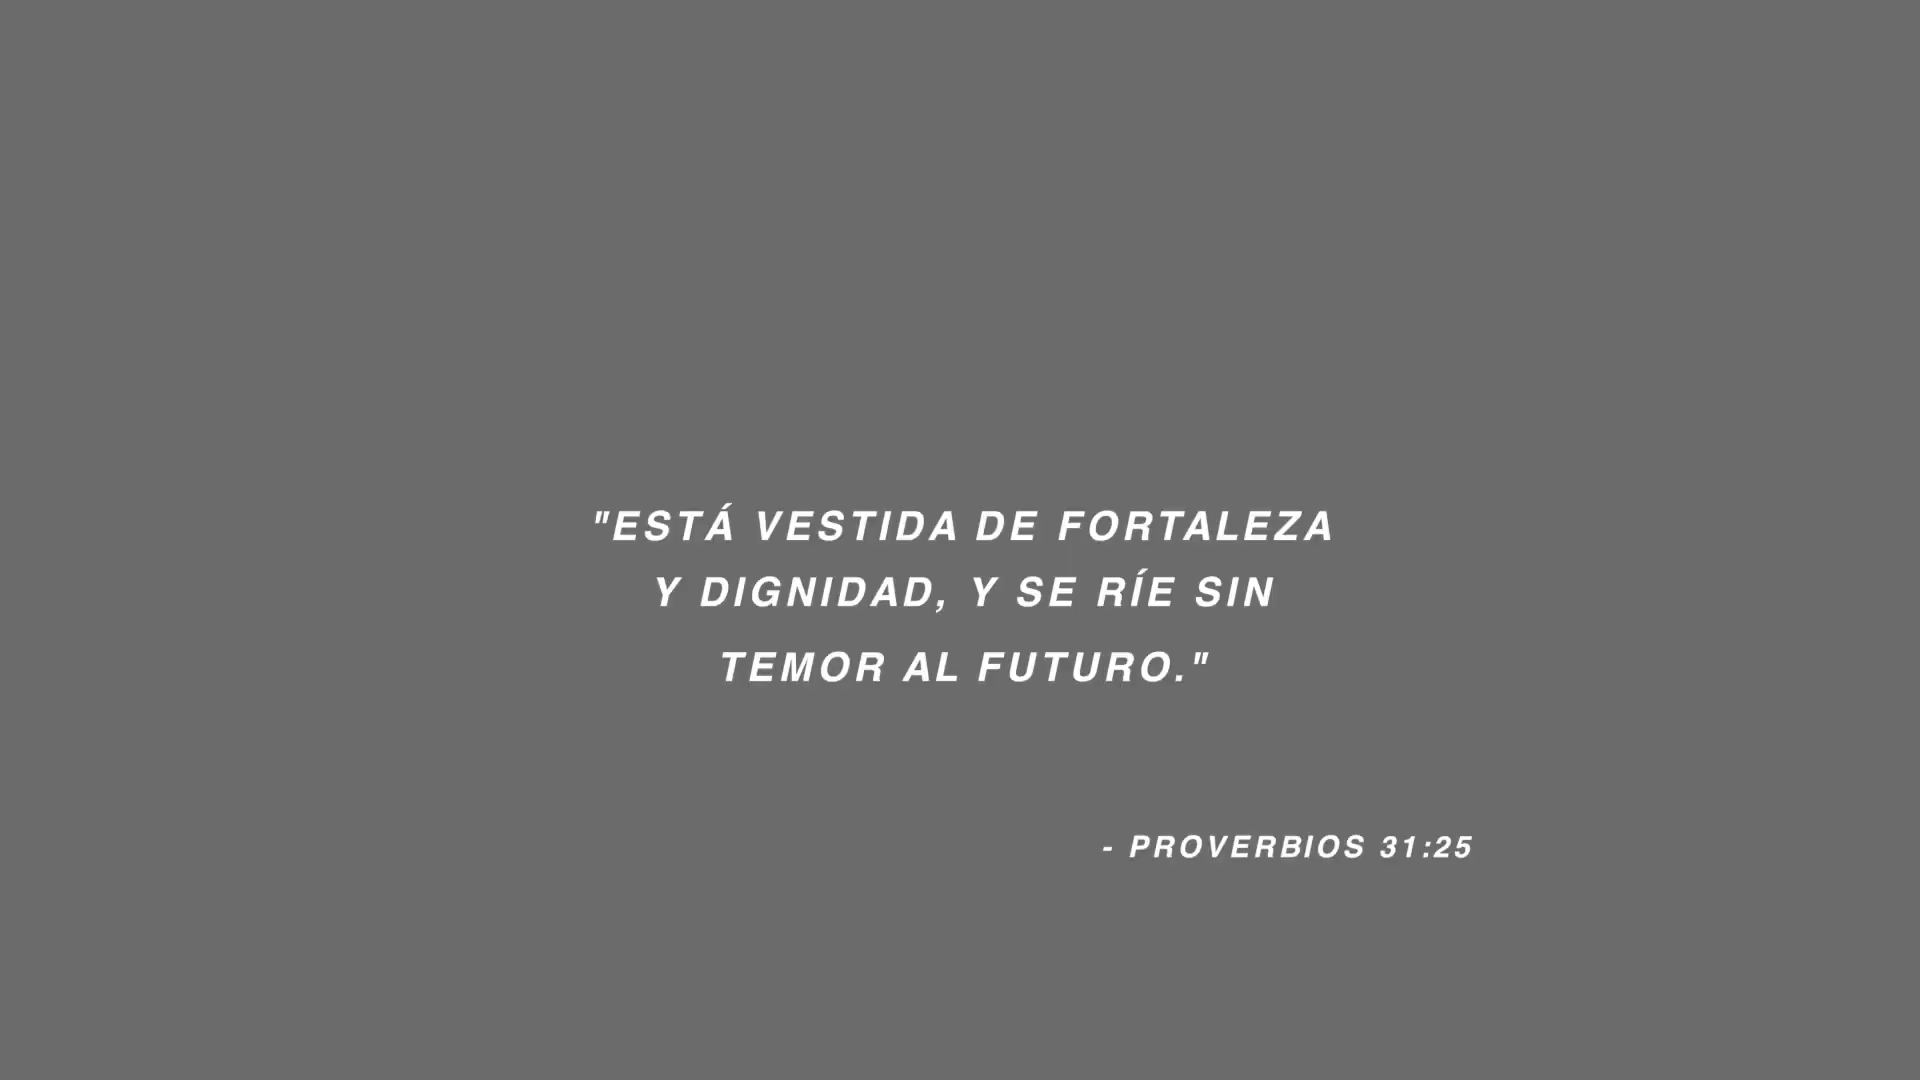 "ESTÁ VESTIDA DE FORTALEZA
Y DIGNIDAD, Y SE RÍE SIN
TEMOR AL FUTURO."
- PROVERBIOS 31:25